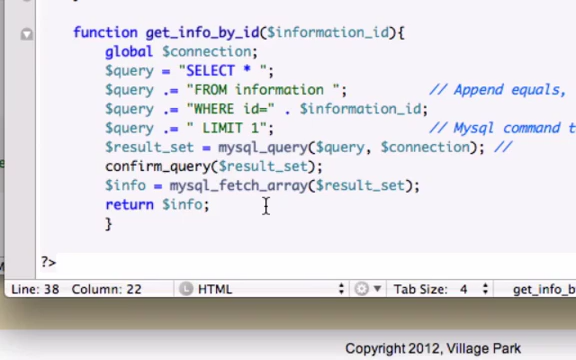 function get_info_by_id($information_id){
global $connection;
$query = "SELECT * ";
$query .= "FROM information "; // Append equals,
$query .= "WHERE id=" . $information_id;
$query .= " LIMIT 1"; // Mysql command t
$result_set = mysql_query($query, $connection); //
confirm_query($result_set);
$info = mysql_fetch_array($result_set);
return $info;
}
?>
Line: 38 Column: 22 L HTML Tab Size: 4 get_info_b
Copyright 2012, Village Park